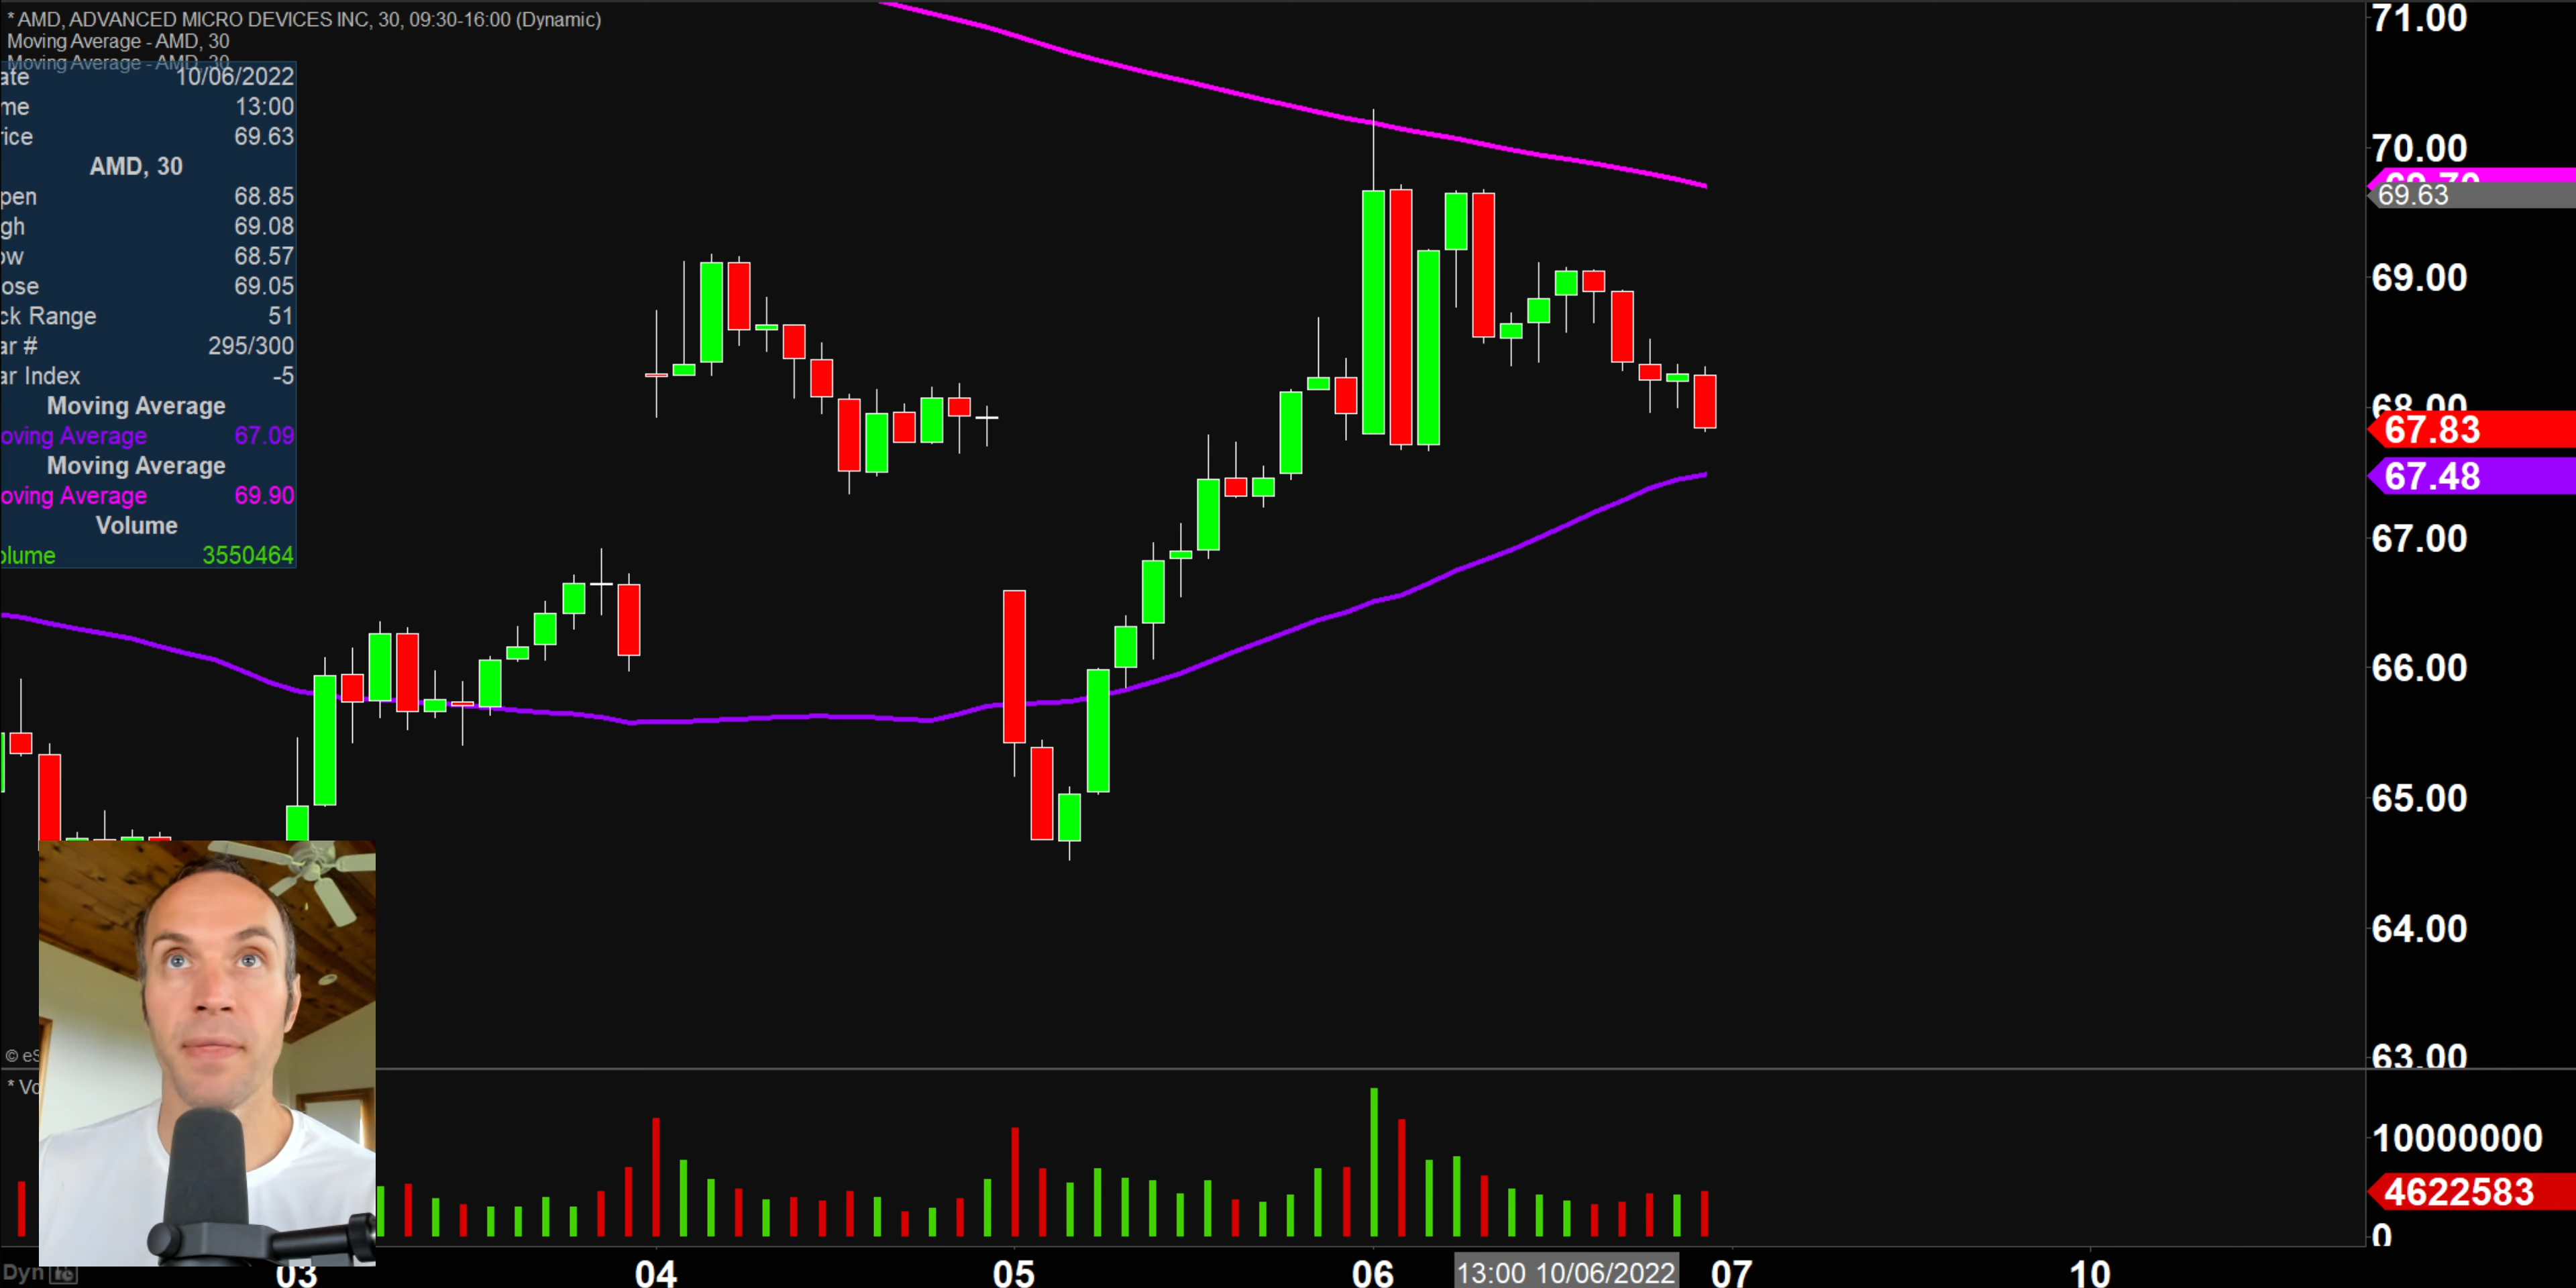 * AMD, ADVANCED MICRO DEVICES INC, 30, 09:30-16:00 (Dynamic)
Moving Average - AMD, 30
Moving Average - AMD, 30
ate 10/06/2022
me 13:00
rice 69.63
AMD, 30
pen 68.85
gh 69.08
ow 68.57
ose 69.05
ck Range 51
ar # 295/300
ar Index -5
Moving Average
oving Average 67.09
Moving Average
oving Average 69.90
Volume
olume 3550464
71.00
70.00
69.70
69.63
69.00
68.00
67.83
67.48
67.00
66.00
65.00
64.00
63.00
© eS
* Vo
10000000
4622583
0
Dyn
03 04 05 06 13:00 10/06/2022 07 10